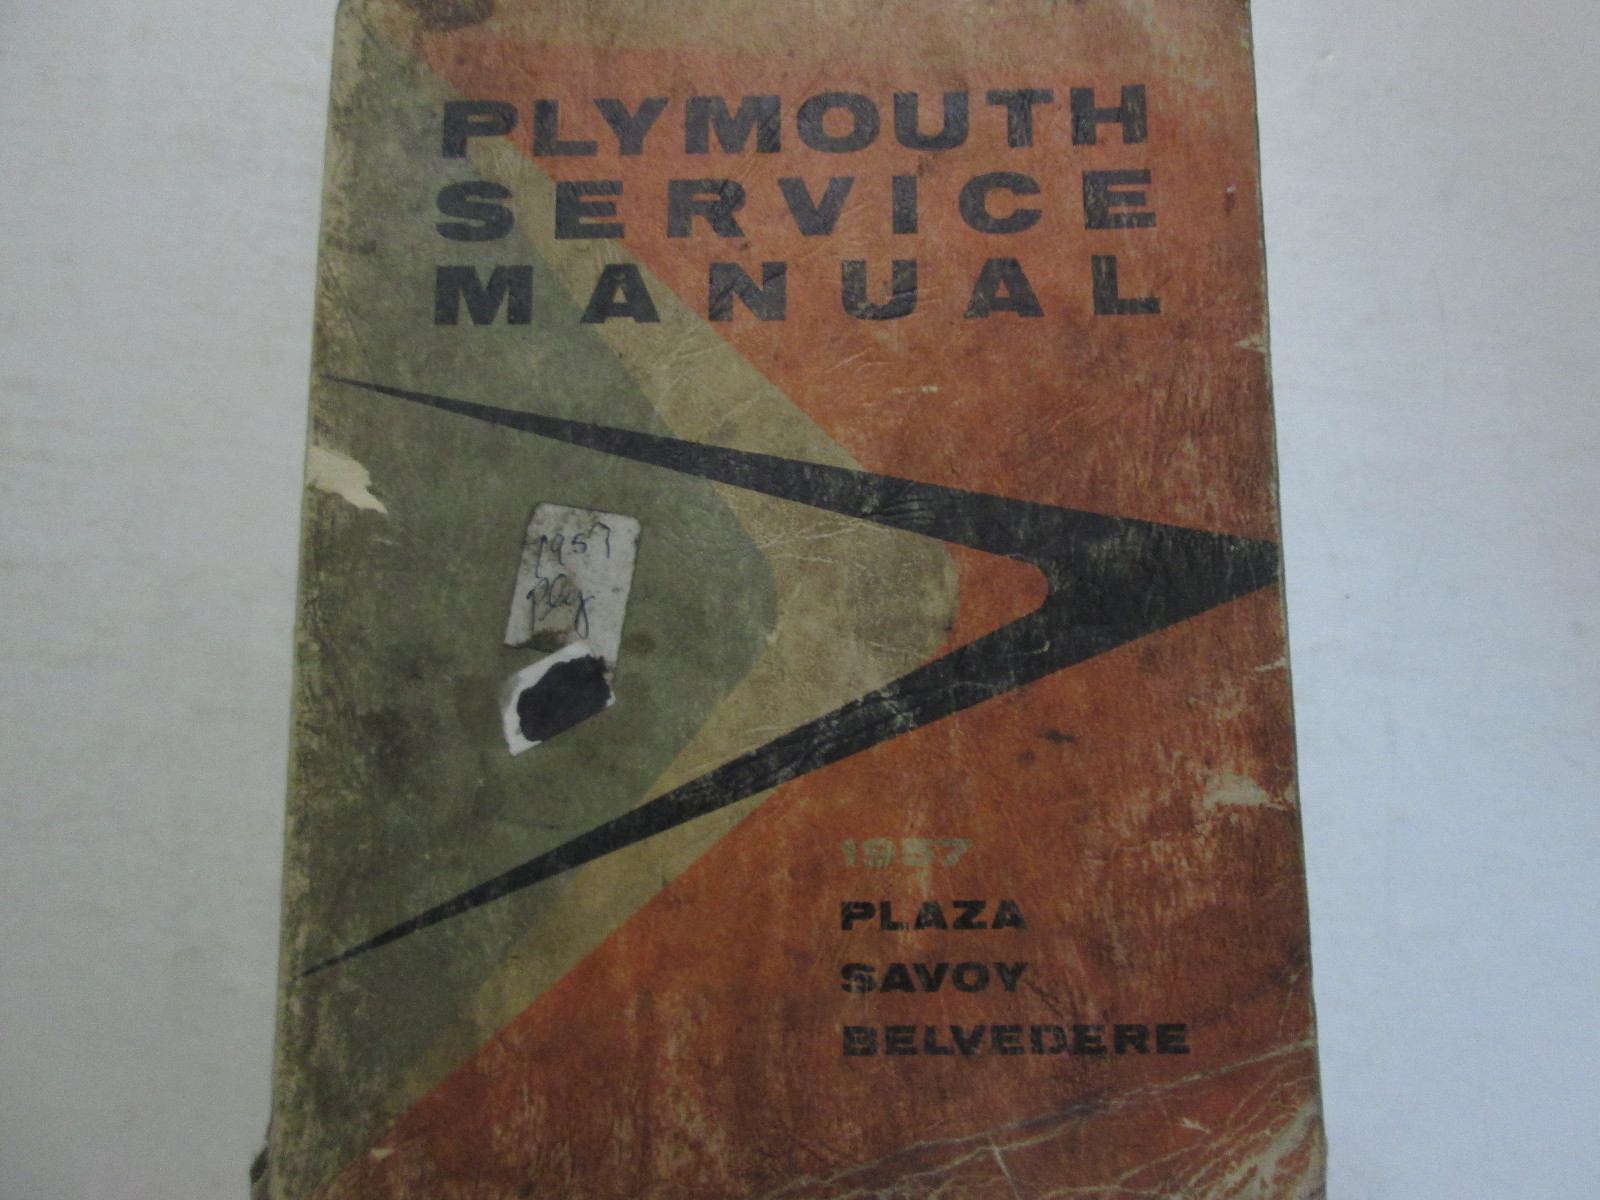 PLYMOUTH
SERVICE
MANUAL
1957
Ply
1957
PLAZA
SAVOY
BELVEDERE